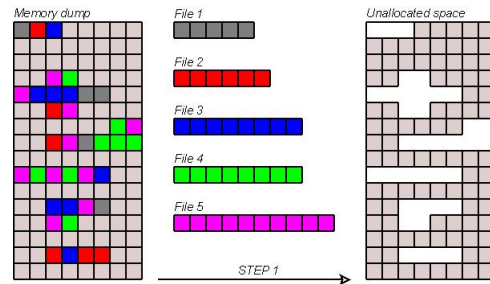 Memory dump
File 1
Unallocated space
File 2
File 3
File 4
File 5
STEP 1